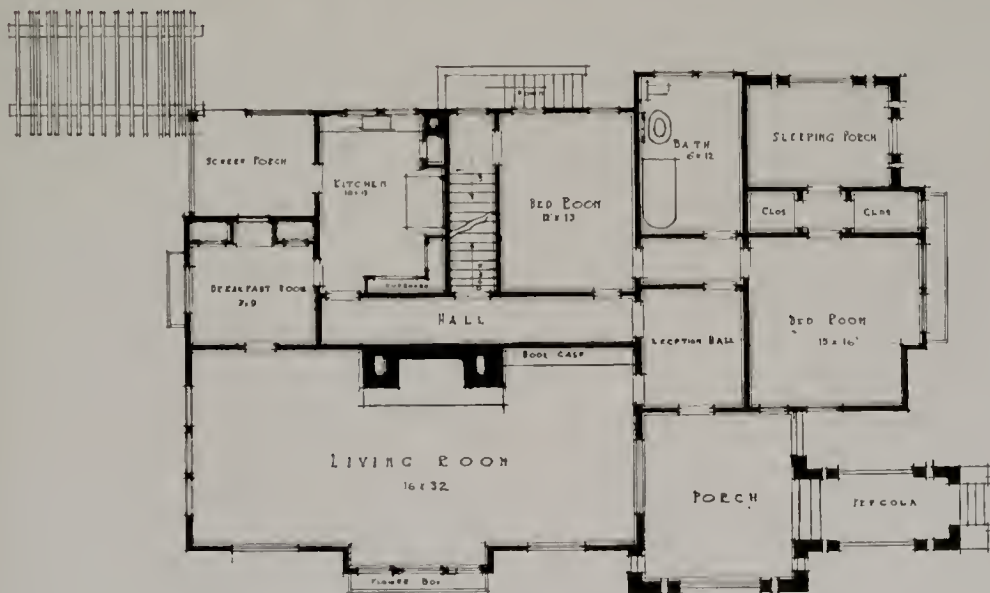 SCREEN PORCH
KITCHEN
BED ROOM
12 x 13
BATH
6 x 12
SLEEPING PORCH
CLOS
CLOS
BREAKFAST ROOM
HALL
BED ROOM
15 x 16
RECEPTION HALL
BOOK CASE
LIVING ROOM
16 x 32
PORCH
PERGOLA
FLOWER BOX